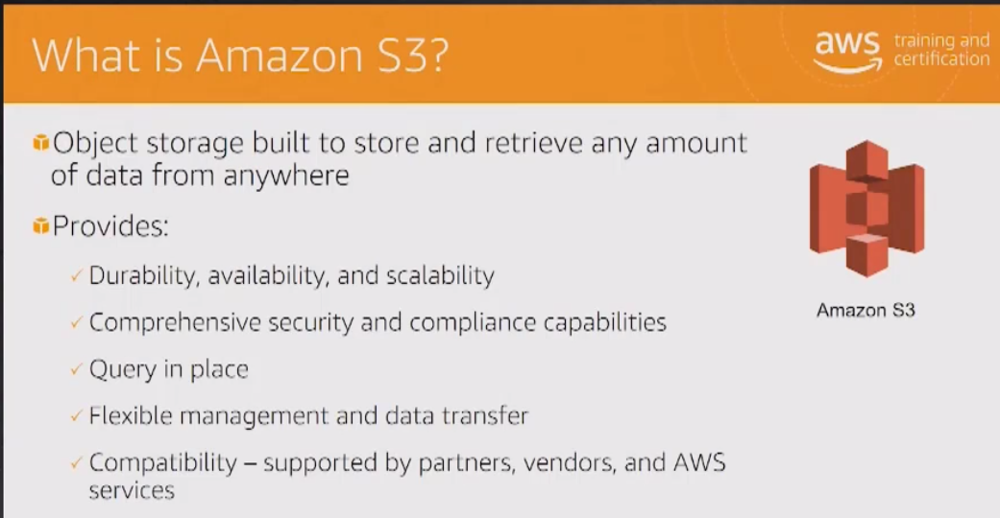 What is Amazon S3?
aws training and
certification
Object storage built to store and retrieve any amount
of data from anywhere
Provides:
✓ Durability, availability, and scalability
✓ Comprehensive security and compliance capabilities
✓ Query in place
✓ Flexible management and data transfer
✓ Compatibility – supported by partners, vendors, and AWS
services
Amazon S3